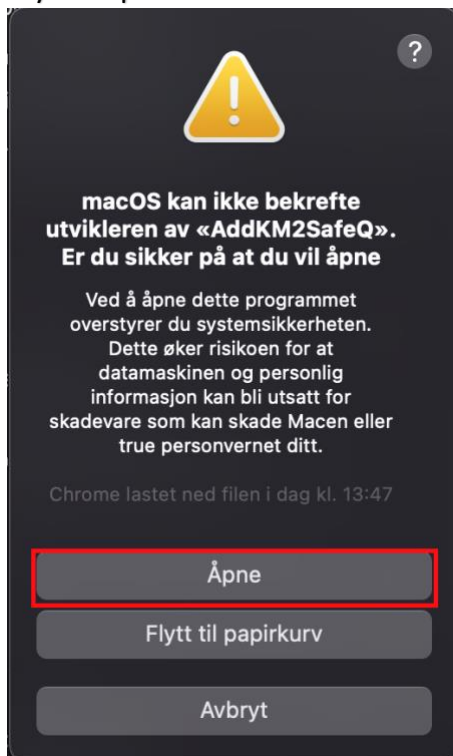 ?
macOS kan ikke bekrefte
utvikleren av «AddKM2SafeQ».
Er du sikker på at du vil åpne
Ved å åpne dette programmet
overstyrer du systemsikkerheten.
Dette øker risikoen for at
datamaskinen og personlig
informasjon kan bli utsatt for
skadevare som kan skade Macen eller
true personvernet ditt.
Chrome lastet ned filen i dag kl. 13:47
Åpne
Flytt til papirkurv
Avbryt